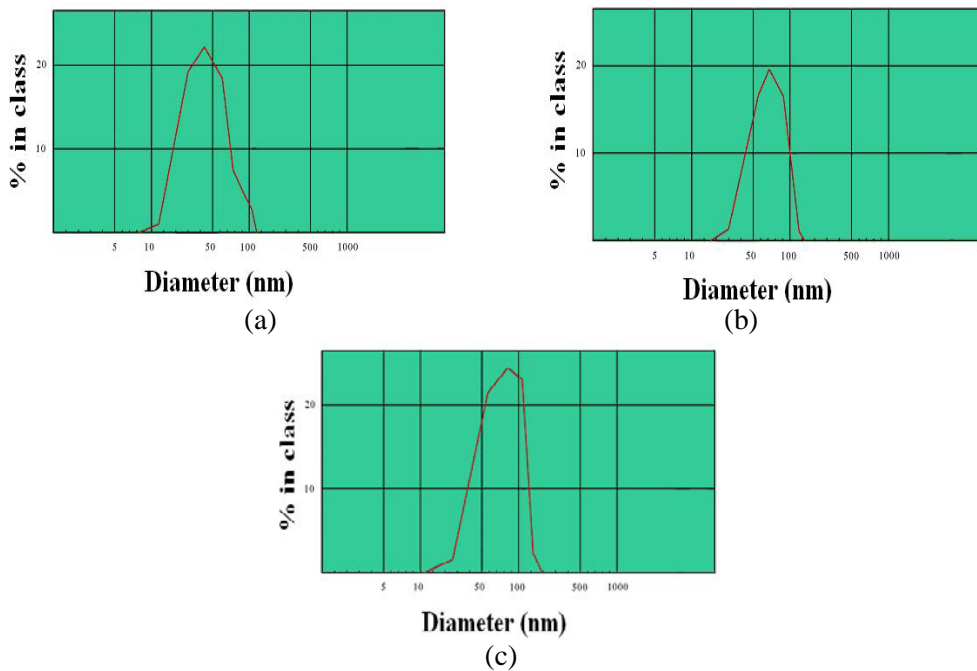 % in class
20
10
5 10 50 100 500 1000
Diameter (nm)
(a)
% in class
20
10
5 10 50 100 500 1000
Diameter (nm)
(b)
% in class
20
10
5 10 50 100 500 1000
Diameter (nm)
(c)